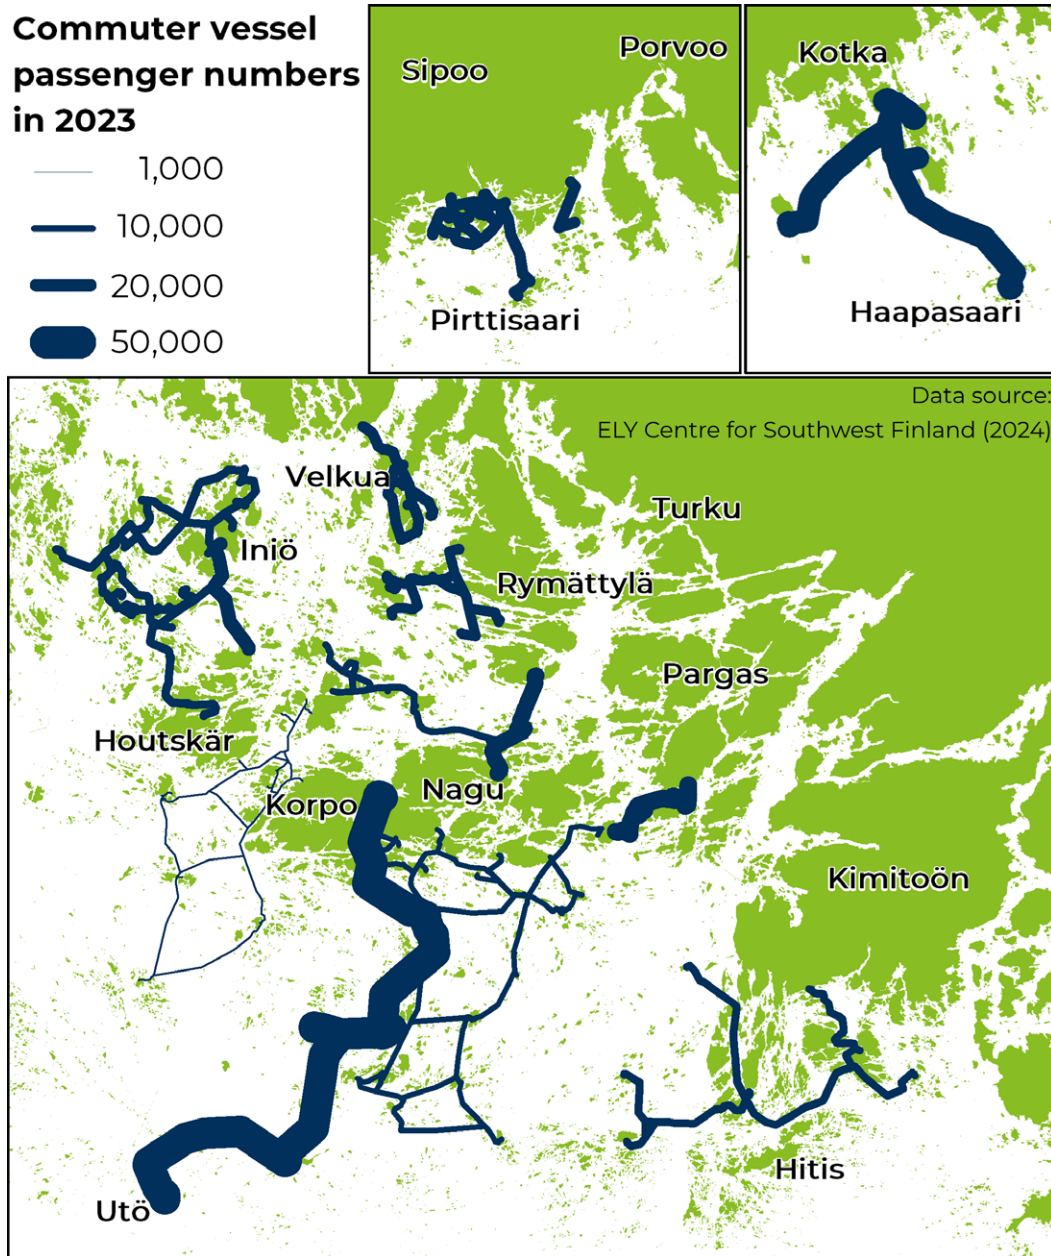 Commuter vessel
passenger numbers
in 2023
1,000
10,000
20,000
50,000
Sipoo
Porvoo
Pirttisaari
Kotka
Haapasaari
Data source:
ELY Centre for Southwest Finland (2024)
Velkua
Turku
Iniö
Rymättylä
Pargas
Houtskär
Nagu
Korpo
Kimitoön
Hitis
Utö